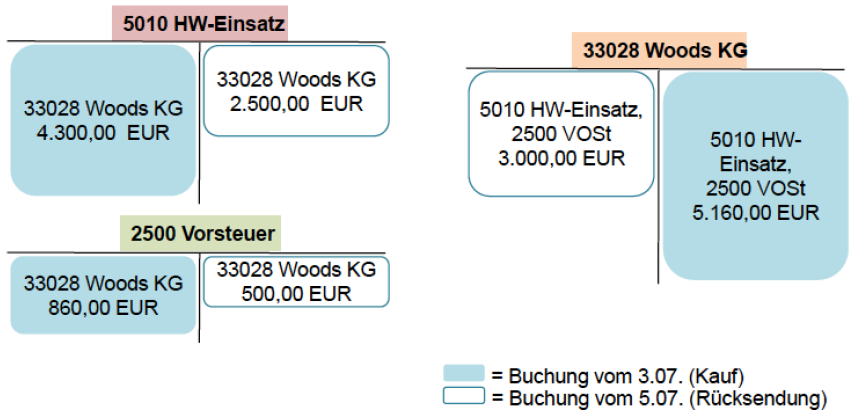 5010 HW-Einsatz
33028 Woods KG
4.300,00 EUR
33028 Woods KG
2.500,00 EUR
2500 Vorsteuer
33028 Woods KG
860,00 EUR
33028 Woods KG
500,00 EUR
33028 Woods KG
5010 HW-Einsatz,
2500 VOSt
3.000,00 EUR
5010 HW-
Einsatz,
2500 VOSt
5.160,00 EUR
= Buchung vom 3.07. (Kauf)
= Buchung vom 5.07. (Rücksendung)